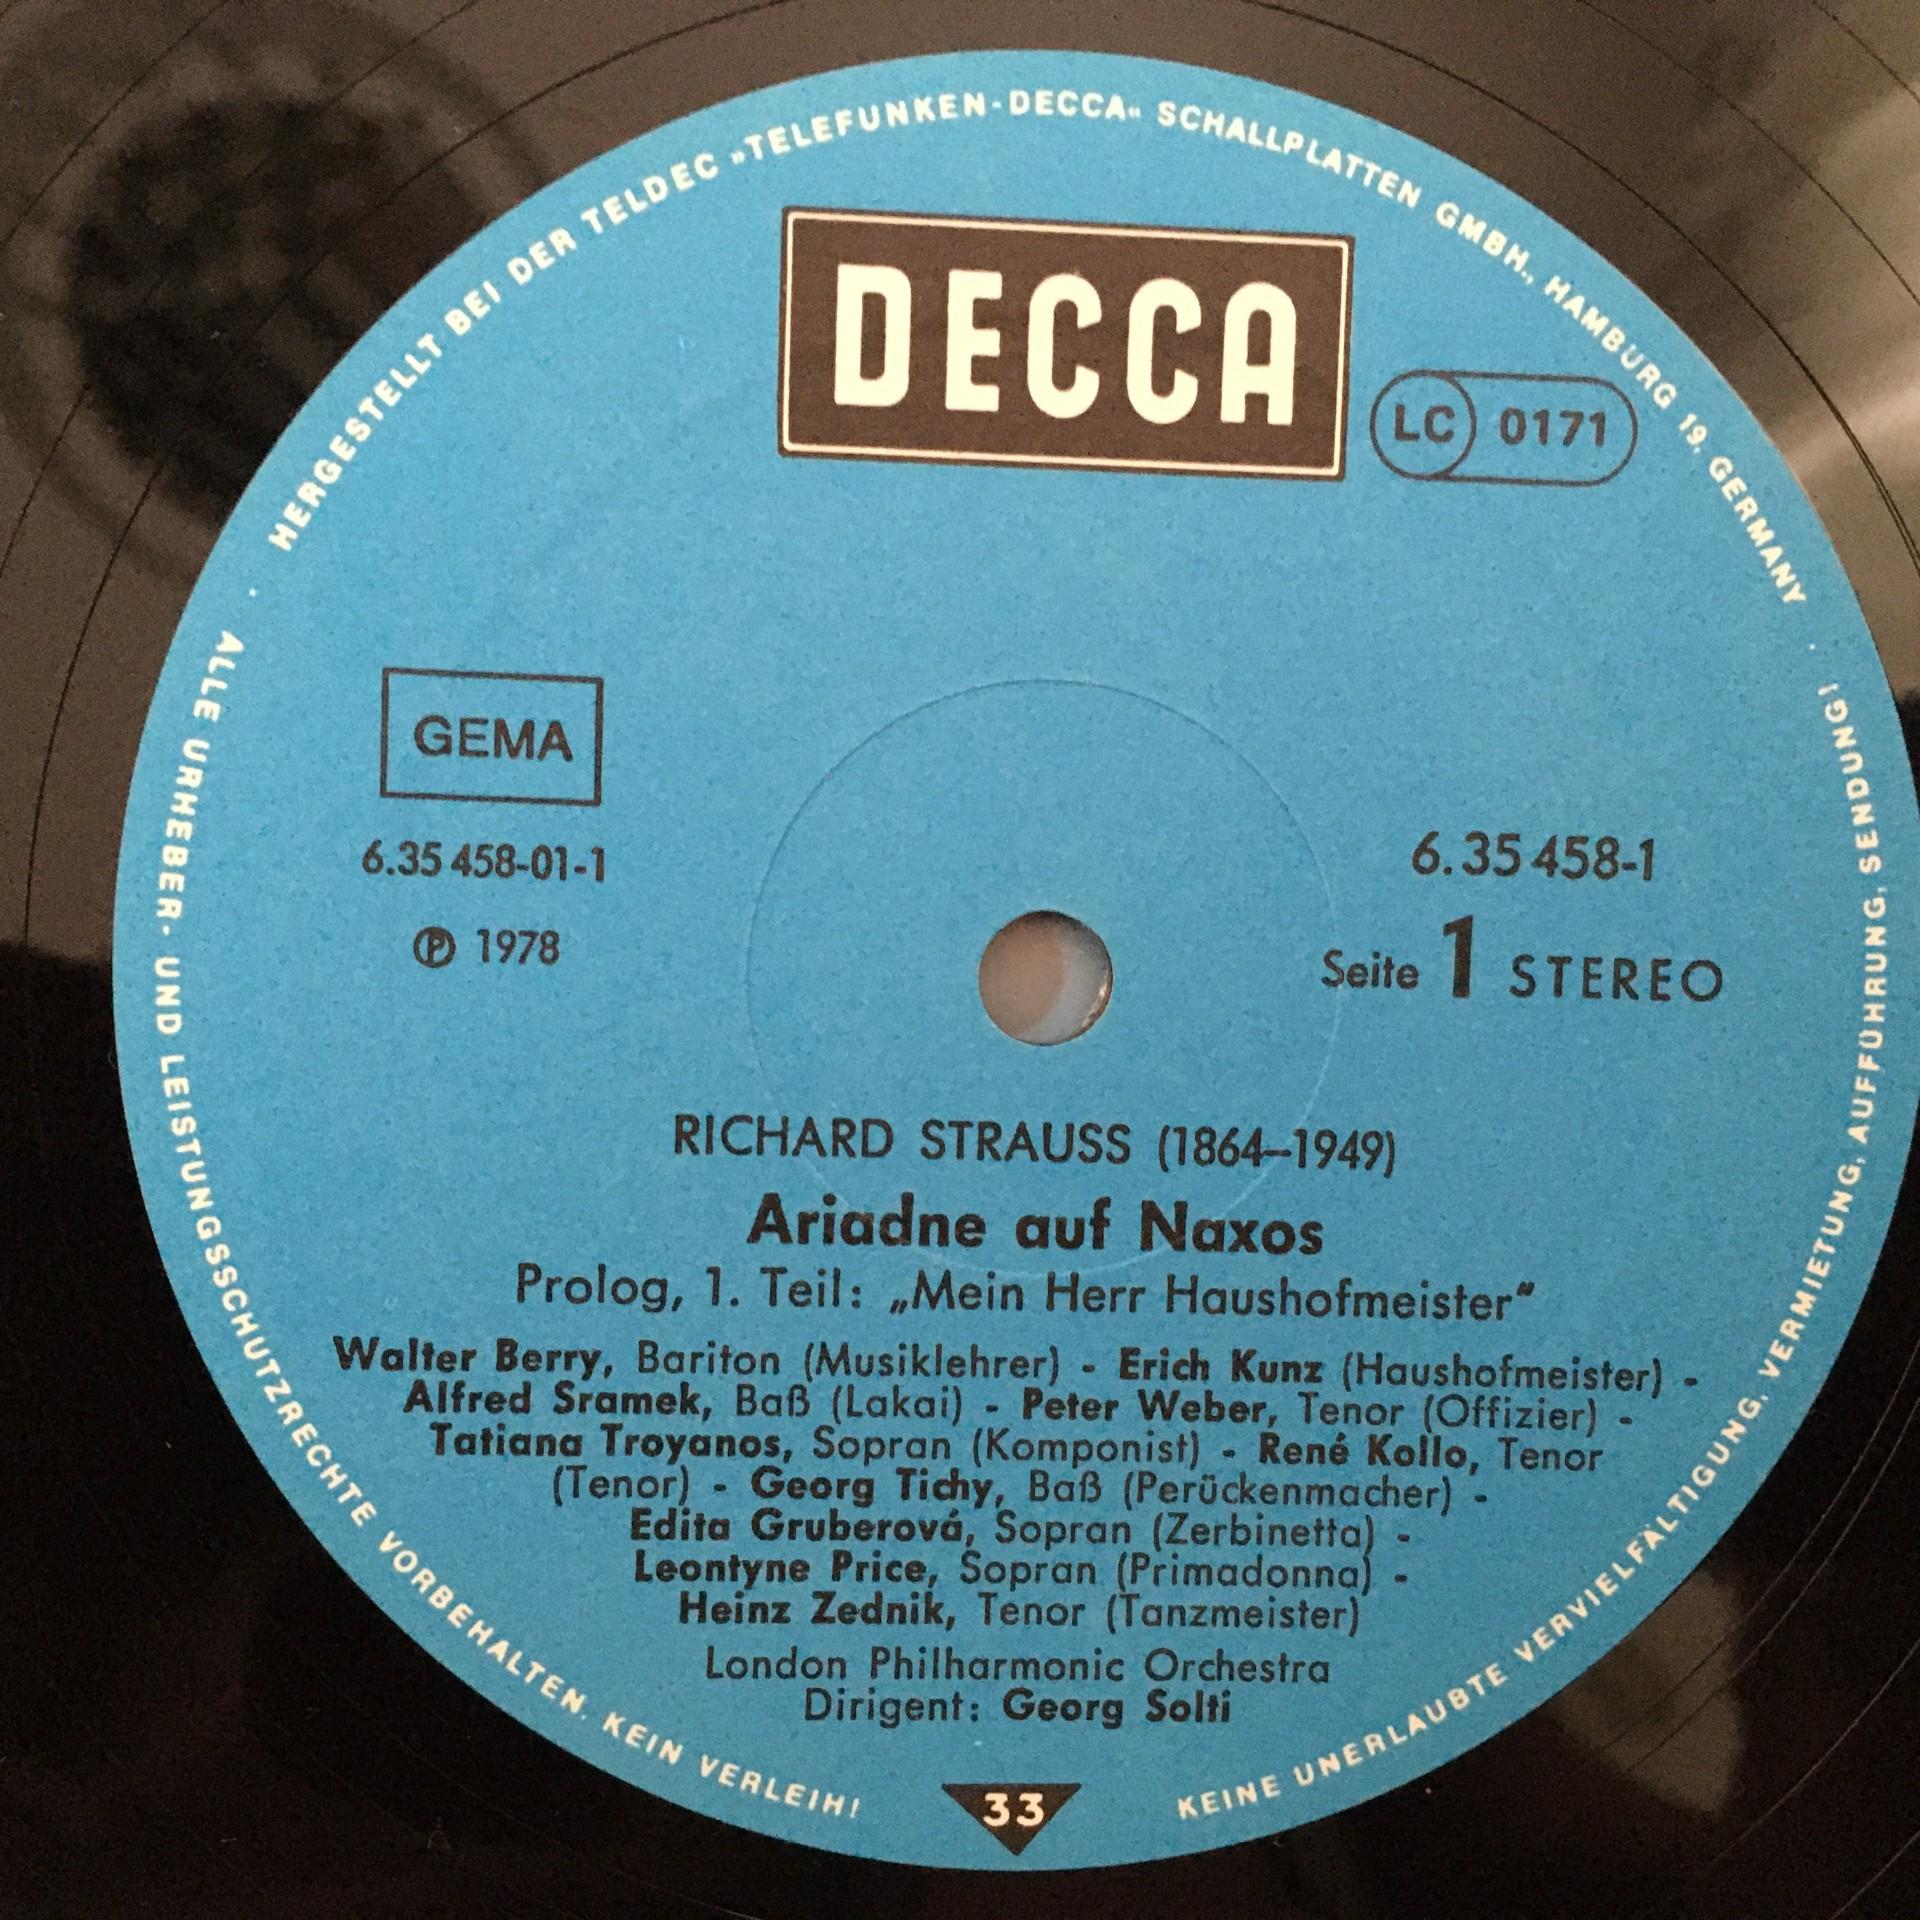 HERGESTELLT BEI DER TELDEC »TELEFUNKEN-DECCA« SCHALLPLATTEN GMBH., HAMBURG 19, GERMANY
DECCA
LC 0171
GEMA
6.35 458-01-1
℗ 1978
6.35 458-1
Seite 1 STEREO
RICHARD STRAUSS (1864–1949)
Ariadne auf Naxos
Prolog, 1. Teil: „Mein Herr Haushofmeister"
Walter Berry, Bariton (Musiklehrer) - Erich Kunz (Haushofmeister) -
Alfred Sramek, Baß (Lakai) - Peter Weber, Tenor (Offizier) -
Tatiana Troyanos, Sopran (Komponist) - René Kollo, Tenor
(Tenor) - Georg Tichy, Baß (Perückenmacher) -
Edita Gruberová, Sopran (Zerbinetta) -
Leontyne Price, Sopran (Primadonna) -
Heinz Zednik, Tenor (Tanzmeister)
London Philharmonic Orchestra
Dirigent: Georg Solti
33
ALLE URHEBER- UND LEISTUNGSSCHUTZRECHTE VORBEHALTEN. KEIN VERLEIH!
KEINE UNERLAUBTE VERVIELFÄLTIGUNG, VERMIETUNG, AUFFÜHRUNG, SENDUNG!